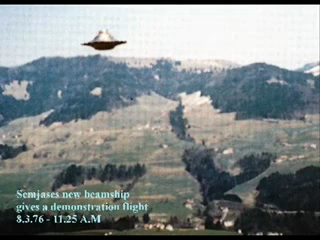 Semjases new beamship
gives a demonstration flight
8.3.76 - 11.25 A.M